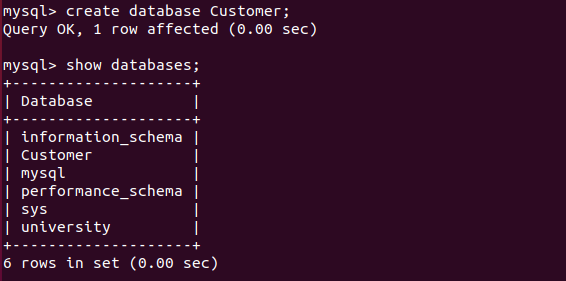 mysql> create database Customer;
Query OK, 1 row affected (0.00 sec)
mysql> show databases;
+--------------------+
| Database           |
+--------------------+
| information_schema |
| Customer           |
| mysql              |
| performance_schema |
| sys                |
| university         |
+--------------------+
6 rows in set (0.00 sec)